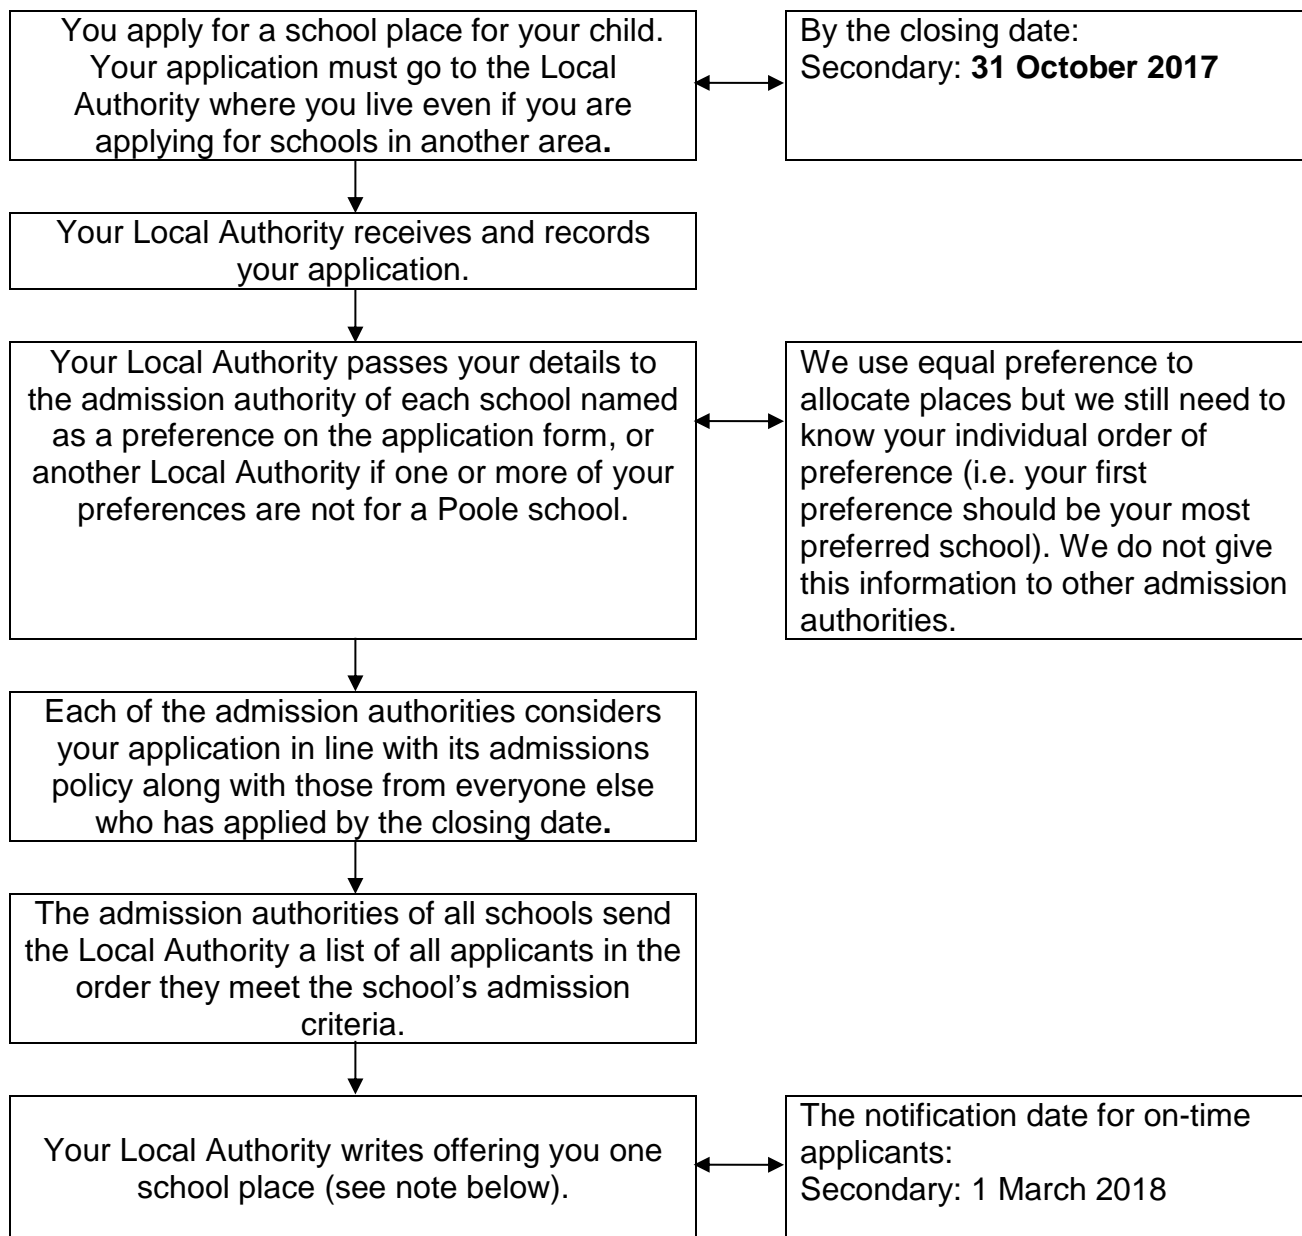 You apply for a school place for your child.
Your application must go to the Local
Authority where you live even if you are
applying for schools in another area.
By the closing date:
Secondary: 31 October 2017
Your Local Authority receives and records
your application.
Your Local Authority passes your details to
the admission authority of each school named
as a preference on the application form, or
another Local Authority if one or more of your
preferences are not for a Poole school.
We use equal preference to
allocate places but we still need to
know your individual order of
preference (i.e. your first
preference should be your most
preferred school). We do not give
this information to other admission
authorities.
Each of the admission authorities considers
your application in line with its admissions
policy along with those from everyone else
who has applied by the closing date.
The admission authorities of all schools send
the Local Authority a list of all applicants in the
order they meet the school’s admission
criteria.
Your Local Authority writes offering you one
school place (see note below).
The notification date for on-time
applicants:
Secondary: 1 March 2018